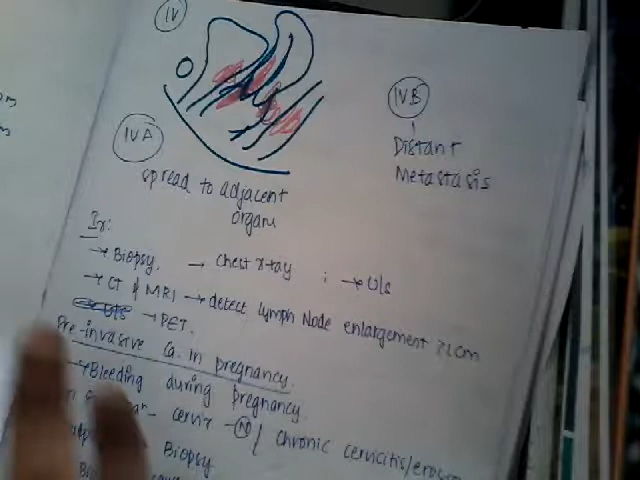 IV
IVA
IVB
Distant
Metastasis
spread to adjacent
organs
Ix:
→ Biopsy. → Chest x-ray ; → U/s
→ CT & MRI → detect Lymph Node enlargement ≥1cm
→ PET.
Pre-invasive Ca. in pregnancy.
→ Bleeding during pregnancy.
cervix - (N) / chronic cervicitis/
Biopsy